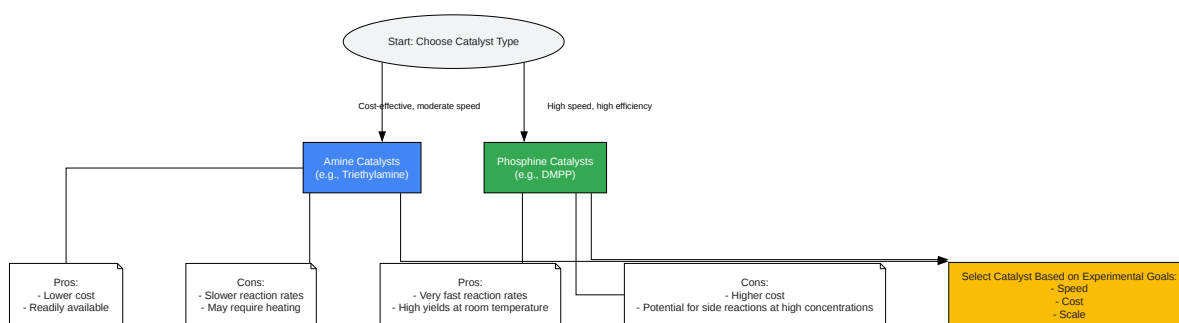 Start: Choose Catalyst Type
Cost-effective, moderate speed
High speed, high efficiency
Amine Catalysts
(e.g., Triethylamine)
Phosphine Catalysts
(e.g., DMPP)
Pros:
- Lower cost
- Readily available
Cons:
- Slower reaction rates
- May require heating
Pros:
- Very fast reaction rates
- High yields at room temperature
Cons:
- Higher cost
- Potential for side reactions at high concentrations
Select Catalyst Based on Experimental Goals:
- Speed
- Cost
- Scale